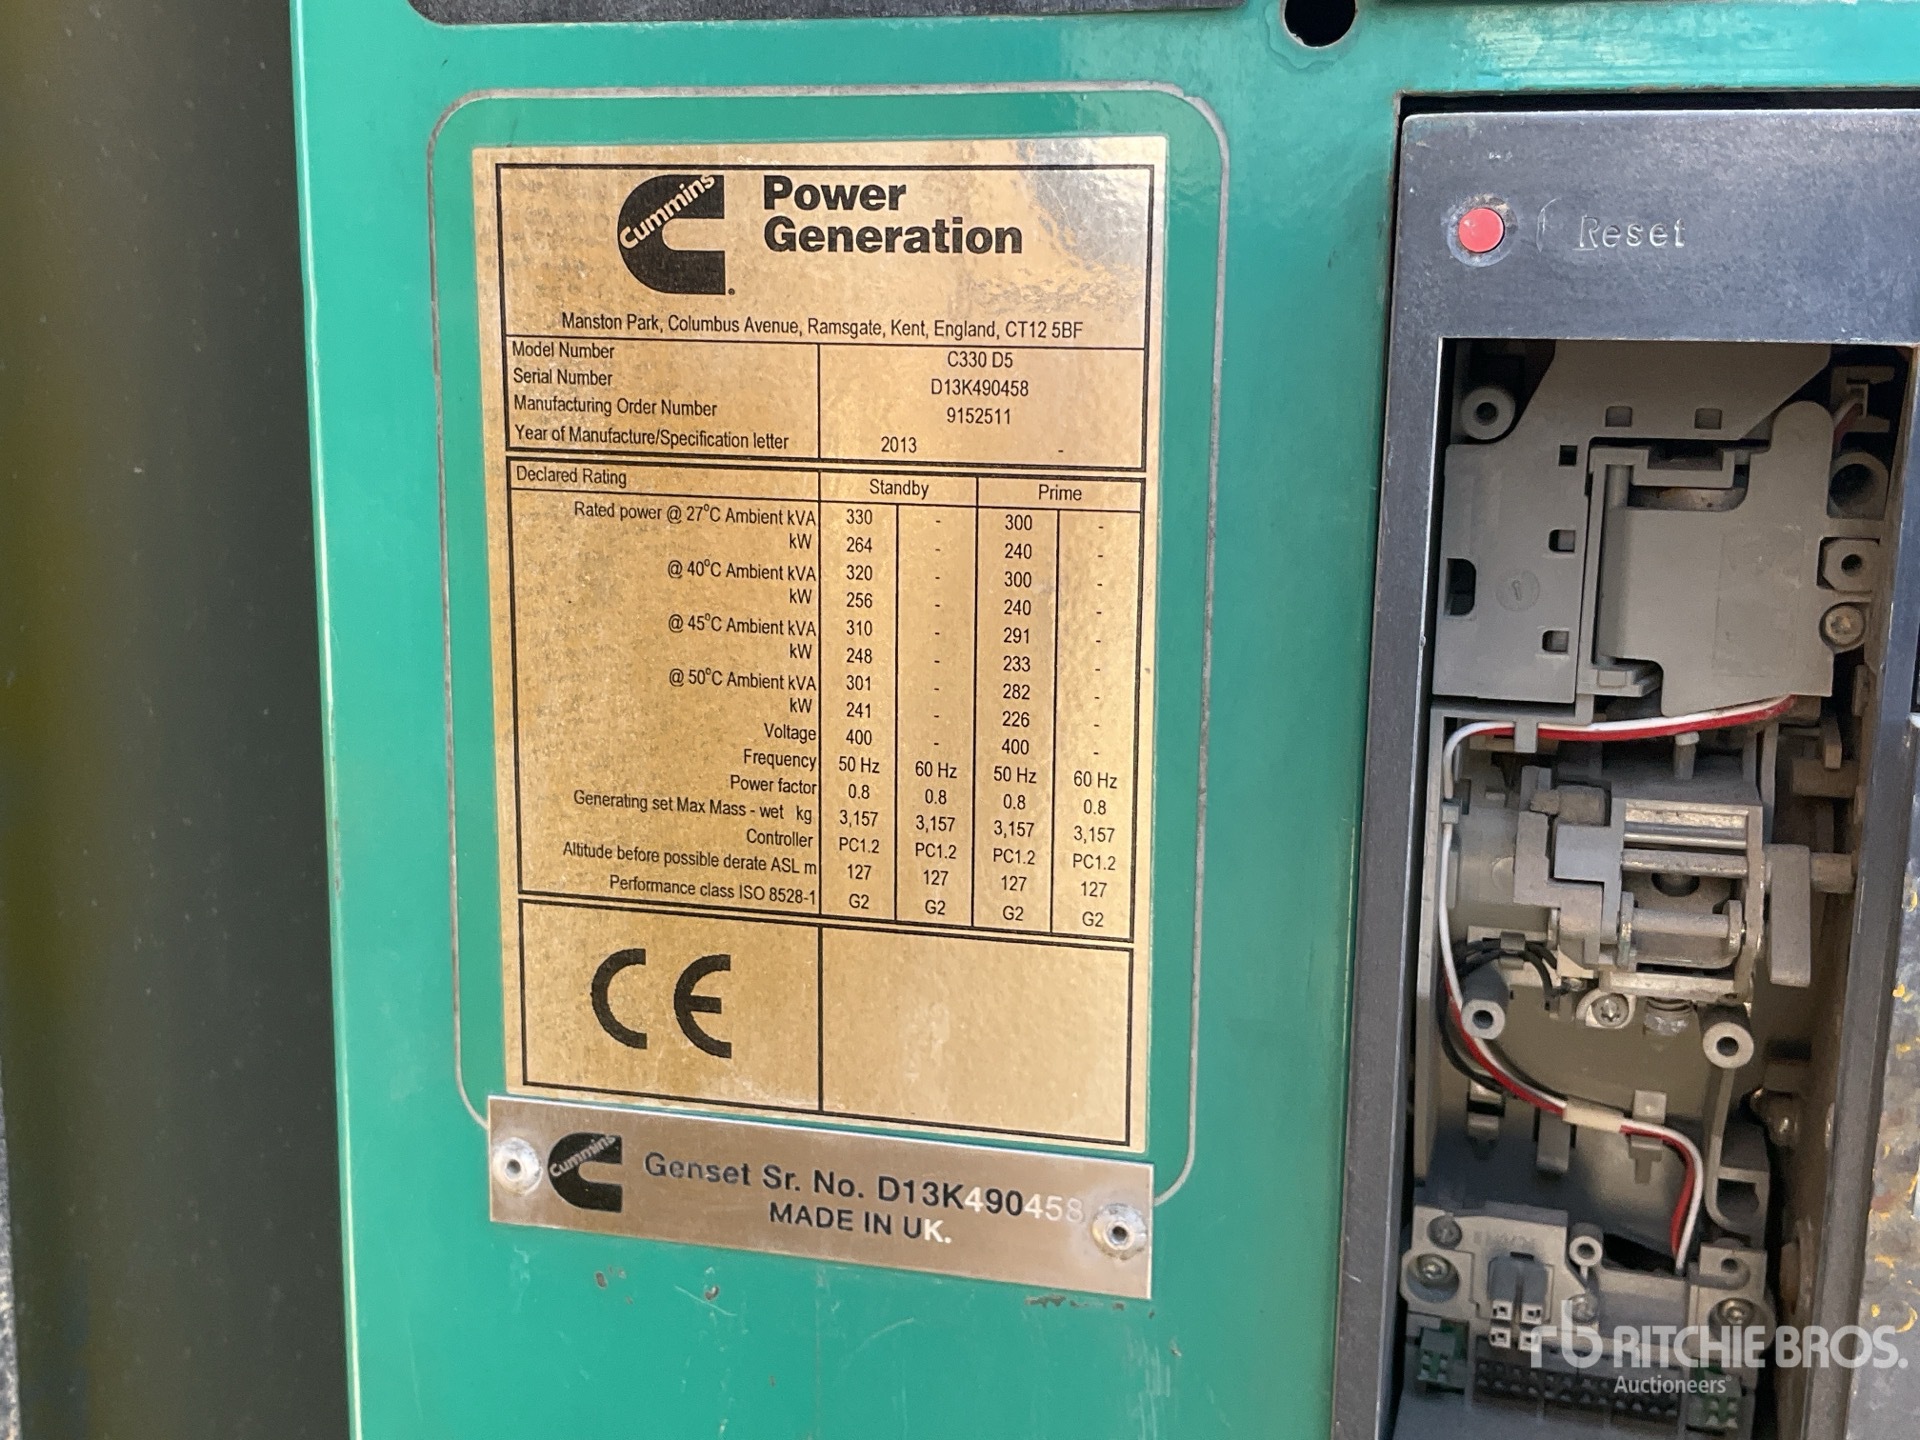 Cummins
Power
Generation
Manston Park, Columbus Avenue, Ramsgate, Kent, England, CT12 5BF
Model Number C330 D5
Serial Number D13K490458
Manufacturing Order Number 9152511
Year of Manufacture/Specification letter 2013 -
Declared Rating Standby Prime
Rated power @ 27°C Ambient kVA 330 - 300 -
kW 264 - 240 -
@ 40°C Ambient kVA 320 - 300 -
kW 256 - 240 -
@ 45°C Ambient kVA 310 - 291 -
kW 248 - 233 -
@ 50°C Ambient kVA 301 - 282 -
kW 241 - 226 -
Voltage 400 - 400 -
Frequency 50 Hz 60 Hz 50 Hz 60 Hz
Power factor 0.8 0.8 0.8 0.8
Generating set Max Mass - wet kg 3,157 3,157 3,157 3,157
Controller PC1.2 PC1.2 PC1.2 PC1.2
Altitude before possible derate ASL m 127 127 127 127
Performance class ISO 8528-1 G2 G2 G2 G2
CE
Cummins
Genset Sr. No. D13K490458
MADE IN UK.
Reset
rb RITCHIE BROS.
Auctioneers